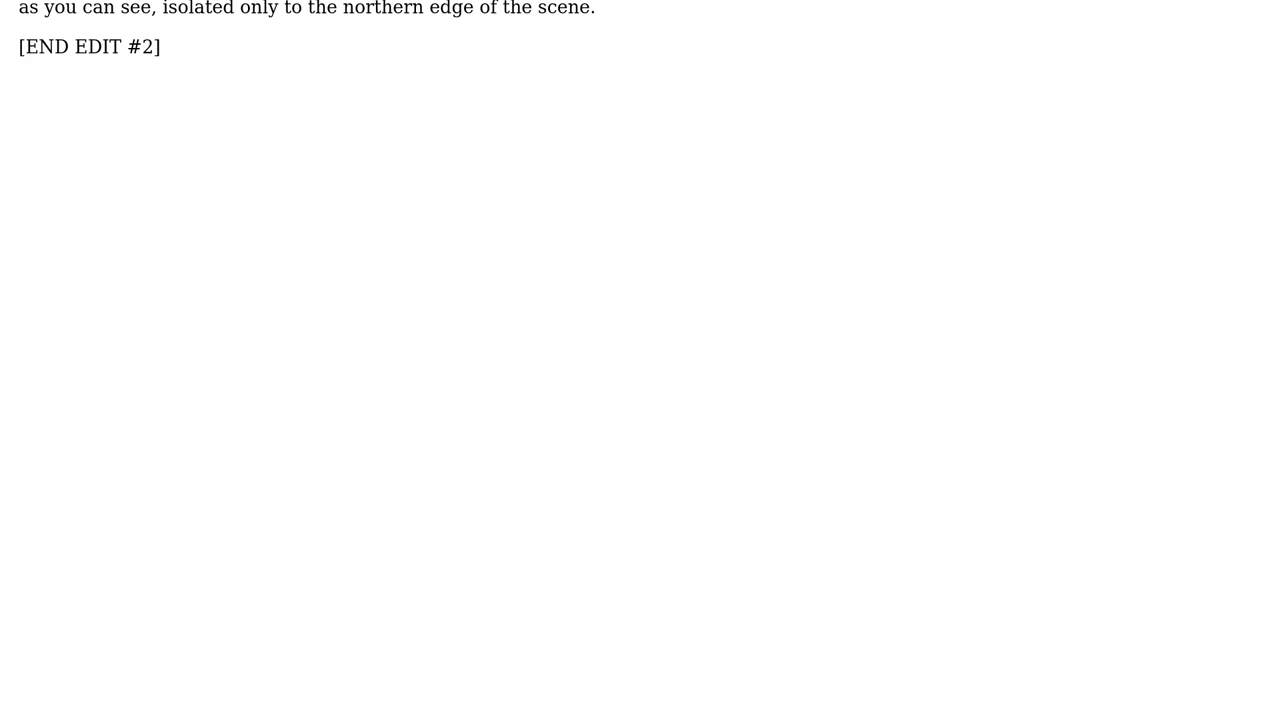 as you can see, isolated only to the northern edge of the scene.
[END EDIT #2]